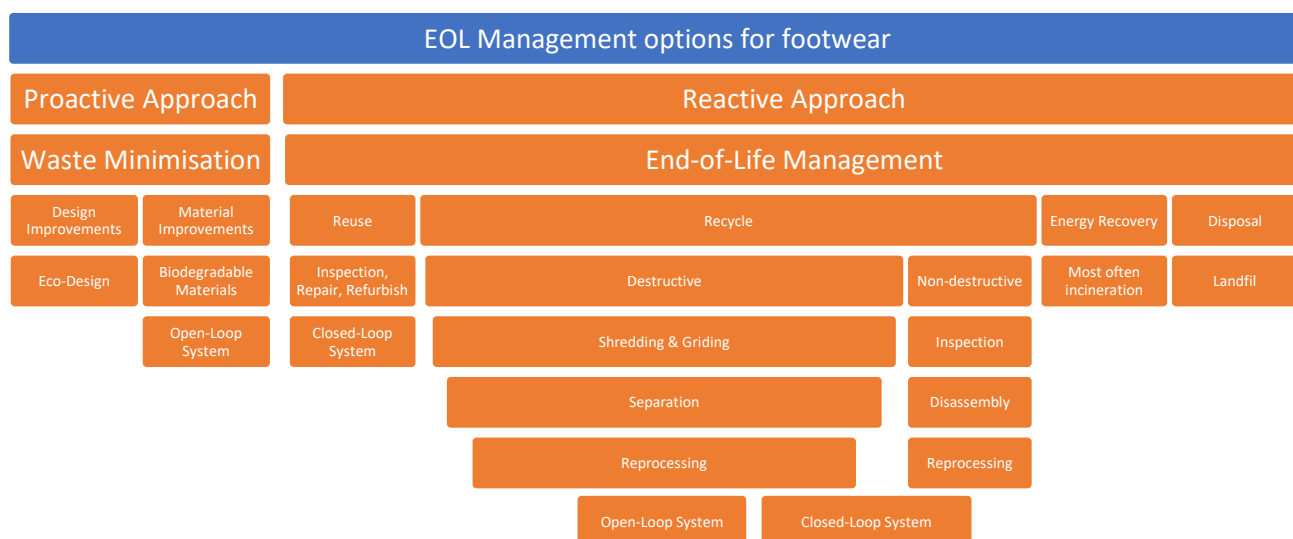 EOL Management options for footwear
Proactive Approach
Reactive Approach
Waste Minimisation
End-of-Life Management
Design
Improvements
Material
Improvements
Reuse
Recycle
Energy Recovery
Disposal
Eco-Design
Biodegradable
Materials
Inspection,
Repair, Refurbish
Destructive
Non-destructive
Most often
incineration
Landfil
Open-Loop
System
Closed-Loop
System
Shredding & Griding
Inspection
Separation
Disassembly
Reprocessing
Reprocessing
Open-Loop System
Closed-Loop System